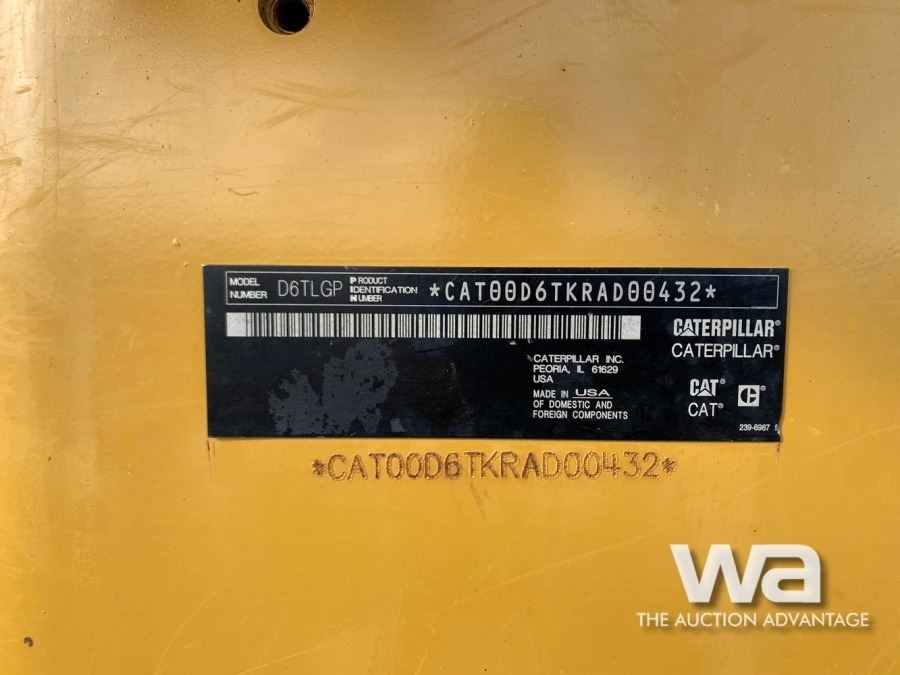 MODEL NUMBER D6TLGP PRODUCT IDENTIFICATION NUMBER *CAT00D6TKRAD00432*
CATERPILLAR®
CATERPILLAR®
CATERPILLAR INC.
PEORIA, IL 61629
USA
MADE IN USA
OF DOMESTIC AND
FOREIGN COMPONENTS
CAT®
CAT®
C®
239-6987 5
*CAT00D6TKRAD00432*
wa
THE AUCTION ADVANTAGE